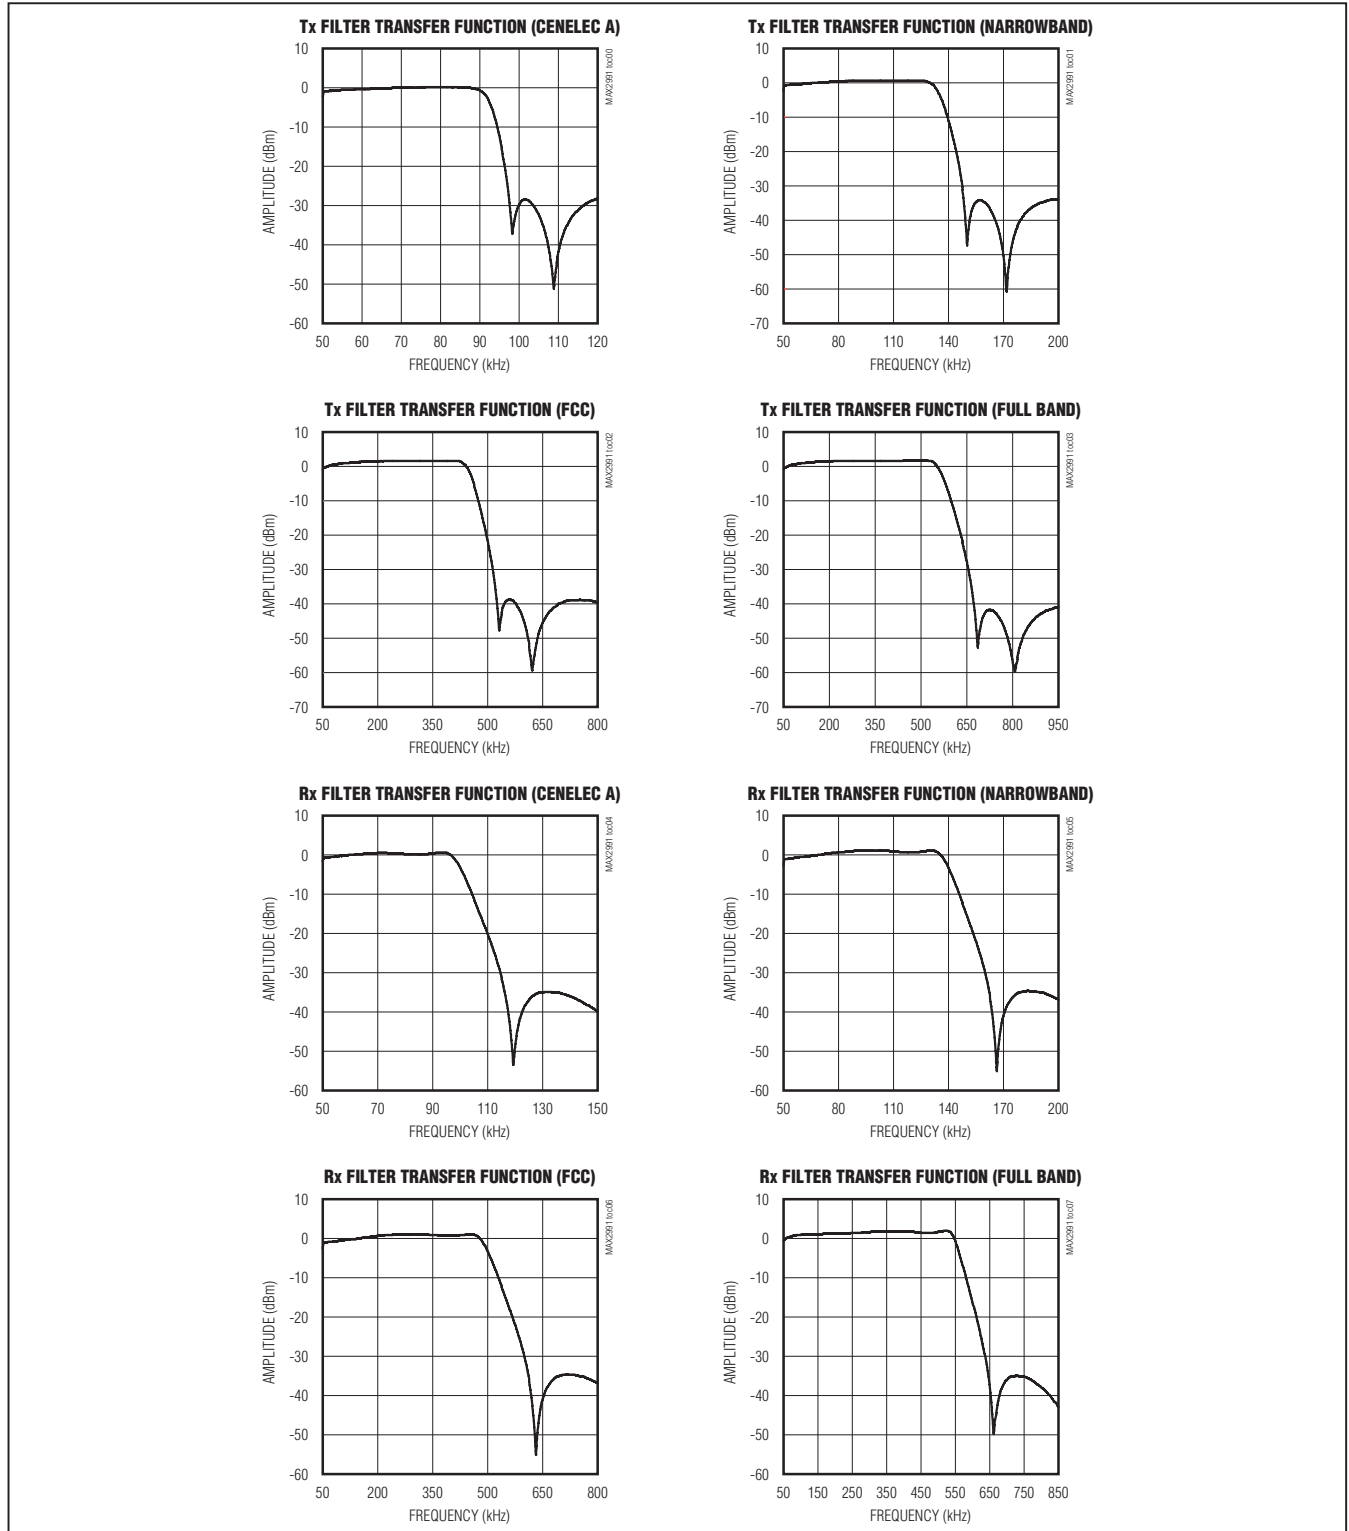 Tx FILTER TRANSFER FUNCTION (CENELEC A)
10
0
-10
-20
-30
-40
-50
-60
AMPLITUDE (dBm)
50 60 70 80 90 100 110 120
FREQUENCY (kHz)
MAX2991 toc00
Tx FILTER TRANSFER FUNCTION (NARROWBAND)
10
0
-10
-20
-30
-40
-50
-60
-70
AMPLITUDE (dBm)
50 80 110 140 170 200
FREQUENCY (kHz)
MAX2991 toc01
Tx FILTER TRANSFER FUNCTION (FCC)
10
0
-10
-20
-30
-40
-50
-60
-70
AMPLITUDE (dBm)
50 200 350 500 650 800
FREQUENCY (kHz)
MAX2991 toc02
Tx FILTER TRANSFER FUNCTION (FULL BAND)
10
0
-10
-20
-30
-40
-50
-60
-70
AMPLITUDE (dBm)
50 200 350 500 650 800 950
FREQUENCY (kHz)
MAX2991 toc03
Rx FILTER TRANSFER FUNCTION (CENELEC A)
10
0
-10
-20
-30
-40
-50
-60
AMPLITUDE (dBm)
50 70 90 110 130 150
FREQUENCY (kHz)
MAX2991 toc04
Rx FILTER TRANSFER FUNCTION (NARROWBAND)
10
0
-10
-20
-30
-40
-50
-60
AMPLITUDE (dBm)
50 80 110 140 170 200
FREQUENCY (kHz)
MAX2991 toc05
Rx FILTER TRANSFER FUNCTION (FCC)
10
0
-10
-20
-30
-40
-50
-60
AMPLITUDE (dBm)
50 200 350 500 650 800
FREQUENCY (kHz)
MAX2991 toc06
Rx FILTER TRANSFER FUNCTION (FULL BAND)
10
0
-10
-20
-30
-40
-50
-60
AMPLITUDE (dBm)
50 150 250 350 450 550 650 750 850
FREQUENCY (kHz)
MAX2991 toc07